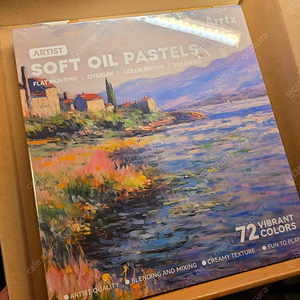 Arrtx
ARTIST
SOFT OIL PASTELS
FLAT PAINTING / OVERLAY / COLOR MIXING /
72 VIBRANT
COLORS
• ARTIST QUALITY • BLENDING AND MIXING • CREAMY TEXTURE • FUN TO PLAY